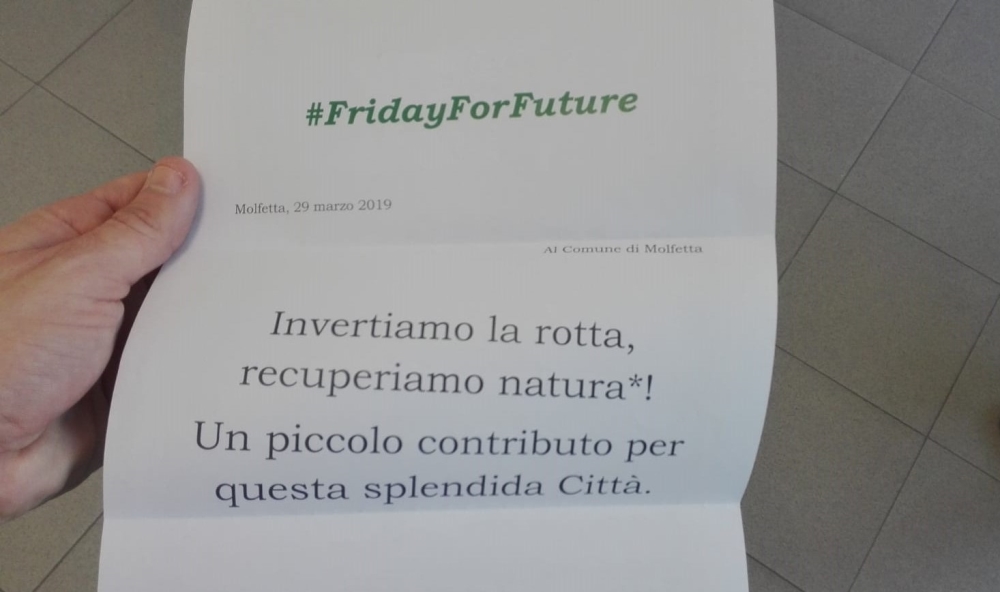 #FridayForFuture
Molfetta, 29 marzo 2019
Al Comune di Molfetta
Invertiamo la rotta,
recuperiamo natura*!
Un piccolo contributo per
questa splendida Città.